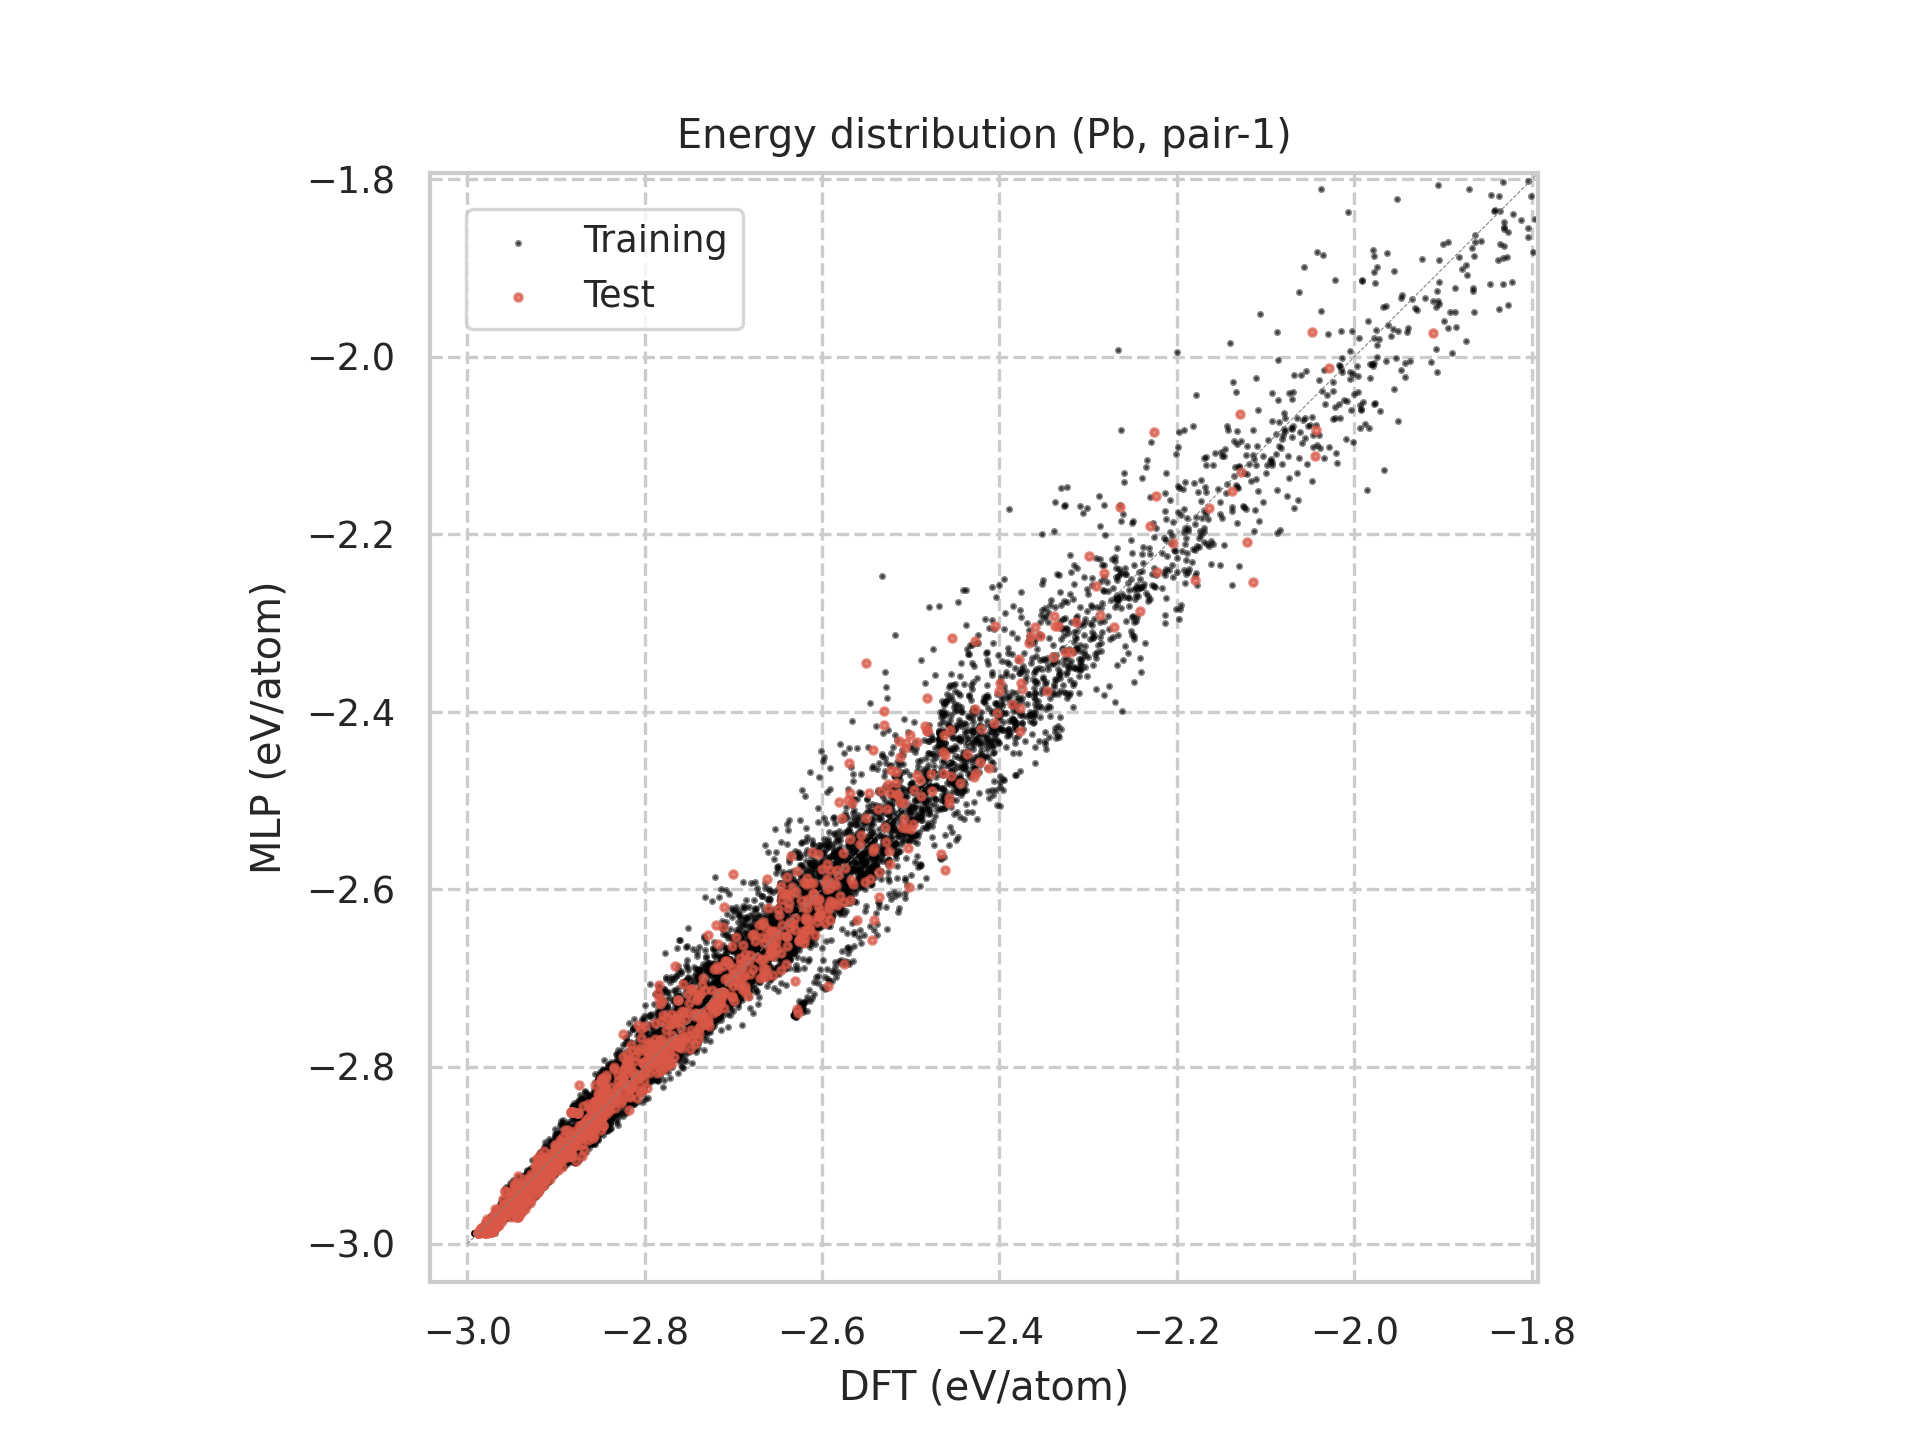 Energy distribution (Pb, pair-1)
Training
Test
−1.8
−2.0
−2.2
−2.4
−2.6
−2.8
−3.0
MLP (eV/atom)
−3.0 −2.8 −2.6 −2.4 −2.2 −2.0 −1.8
DFT (eV/atom)